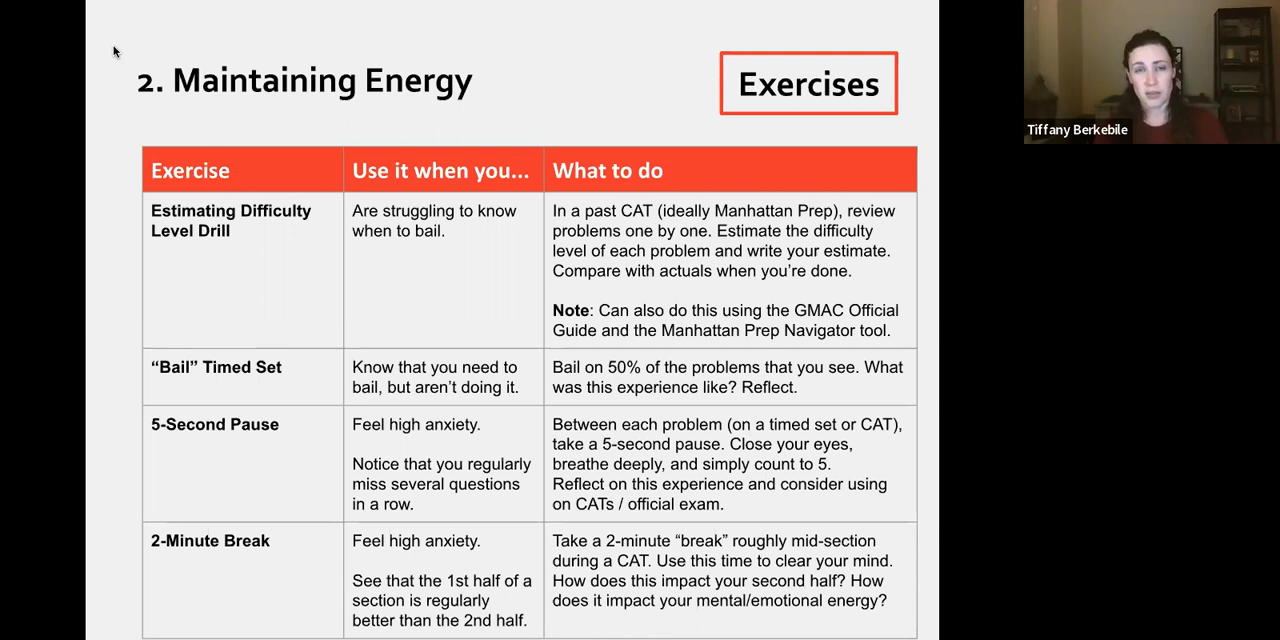 2. Maintaining Energy
Exercises
Tiffany Berkebile
Exercise
Use it when you...
What to do
Estimating Difficulty
Level Drill
Are struggling to know
when to bail.
In a past CAT (ideally Manhattan Prep), review
problems one by one. Estimate the difficulty
level of each problem and write your estimate.
Compare with actuals when you’re done.
Note: Can also do this using the GMAC Official
Guide and the Manhattan Prep Navigator tool.
“Bail” Timed Set
Know that you need to
bail, but aren’t doing it.
Bail on 50% of the problems that you see. What
was this experience like? Reflect.
5-Second Pause
Feel high anxiety.
Notice that you regularly
miss several questions
in a row.
Between each problem (on a timed set or CAT),
take a 5-second pause. Close your eyes,
breathe deeply, and simply count to 5.
Reflect on this experience and consider using
on CATs / official exam.
2-Minute Break
Feel high anxiety.
See that the 1st half of a
section is regularly
better than the 2nd half.
Take a 2-minute “break” roughly mid-section
during a CAT. Use this time to clear your mind.
How does this impact your second half? How
does it impact your mental/emotional energy?